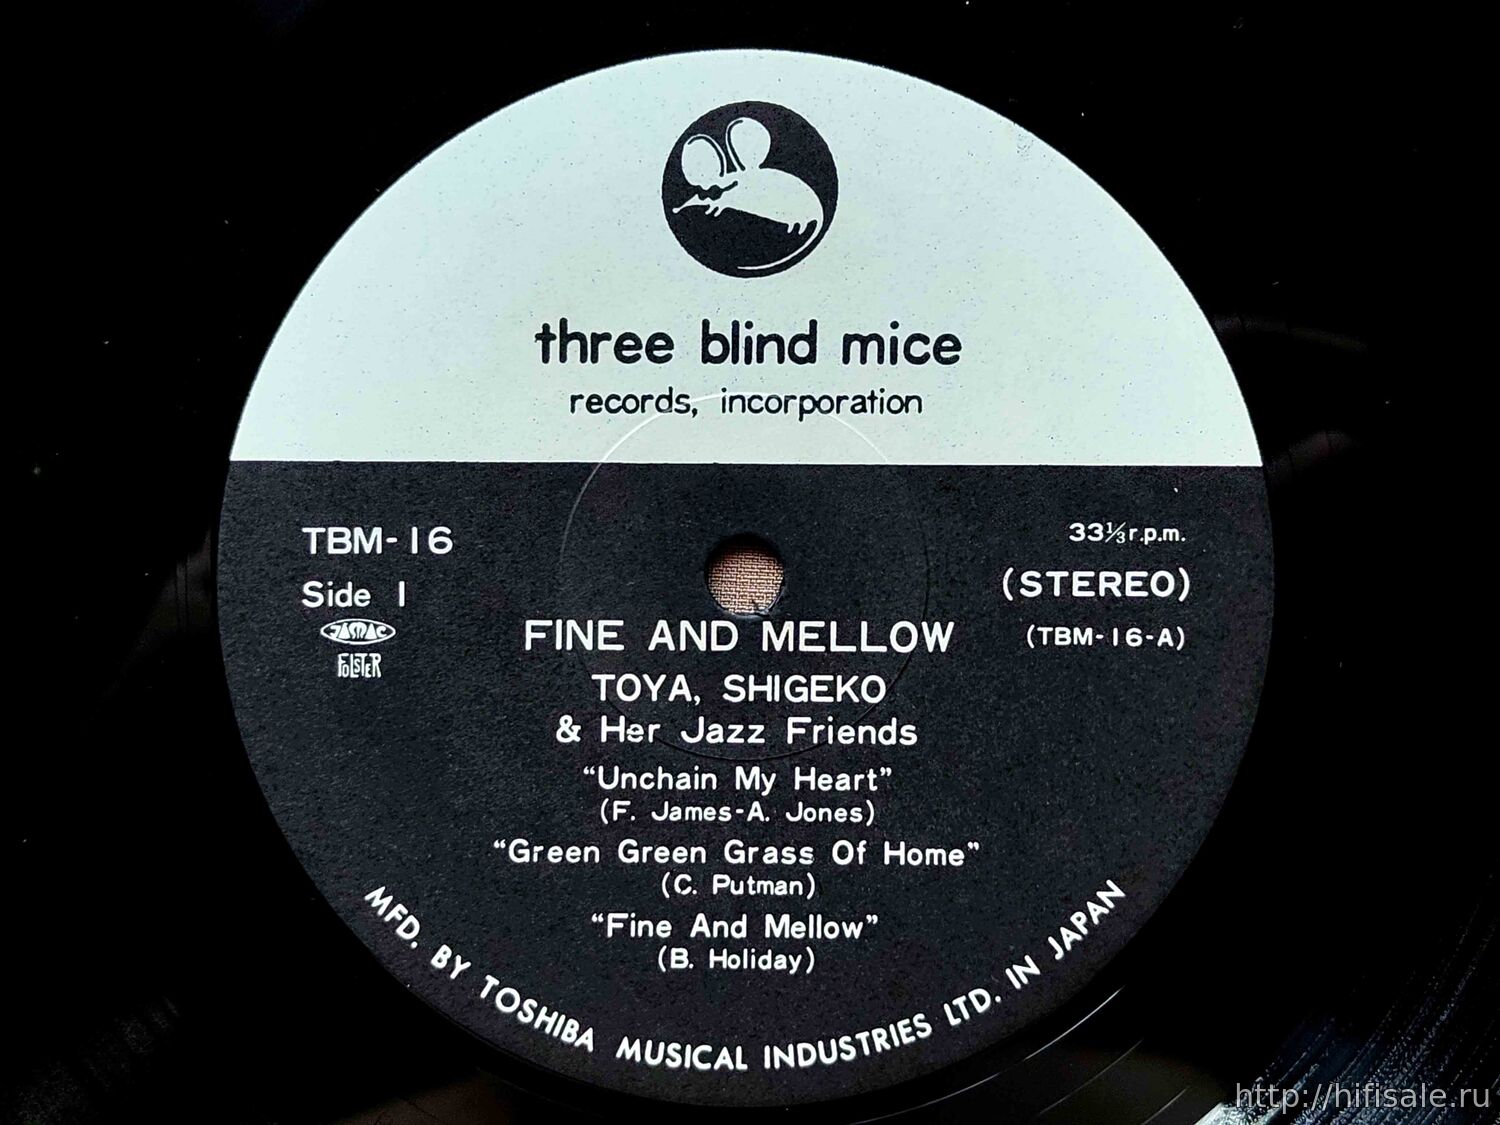 three blind mice
records, incorporation
TBM-16
33⅓ r.p.m.
Side 1
(STEREO)
JASRAC
POLSTER
FINE AND MELLOW
(TBM-16-A)
TOYA, SHIGEKO
& Her Jazz Friends
“Unchain My Heart”
(F. James-A. Jones)
“Green Green Grass Of Home”
(C. Putman)
“Fine And Mellow”
(B. Holiday)
MFD. BY TOSHIBA MUSICAL INDUSTRIES LTD. IN JAPAN
http://hifisale.ru